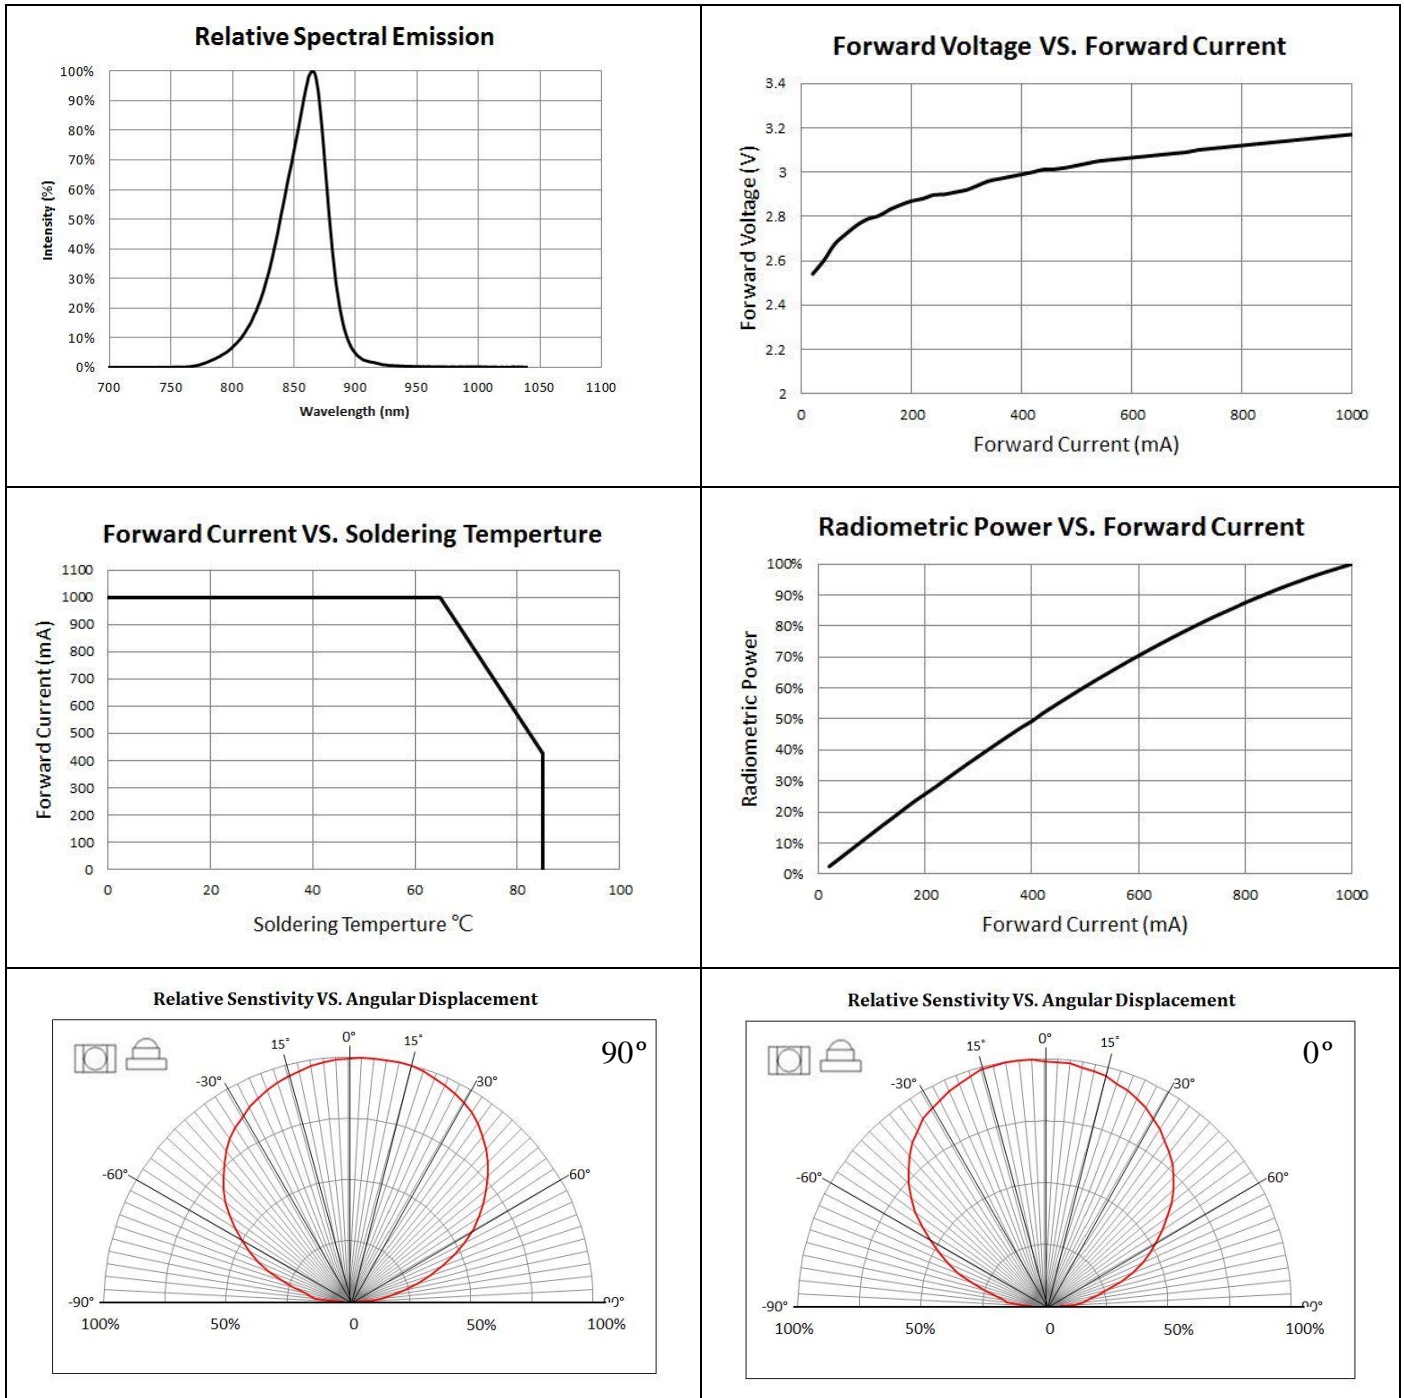 Relative Spectral Emission
100%
90%
80%
70%
60%
50%
40%
30%
20%
10%
0%
Intensity (%)
700 750 800 850 900 950 1000 1050 1100
Wavelength (nm)
Forward Voltage VS. Forward Current
3.4
3.2
3
2.8
2.6
2.4
2.2
2
Forward Voltage (V)
0 200 400 600 800 1000
Forward Current (mA)
Forward Current VS. Soldering Temperture
1100
1000
900
800
700
600
500
400
300
200
100
0
Forward Current (mA)
0 20 40 60 80 100
Soldering Temperture ℃
Radiometric Power VS. Forward Current
100%
90%
80%
70%
60%
50%
40%
30%
20%
10%
0%
Radiometric Power
0 200 400 600 800 1000
Forward Current (mA)
Relative Senstivity VS. Angular Displacement
90°
15° 0° 15°
-30° 30°
-60° 60°
-90° 90°
100% 50% 0 50% 100%
Relative Senstivity VS. Angular Displacement
0°
15° 0° 15°
-30° 30°
-60° 60°
-90° 90°
100% 50% 0 50% 100%